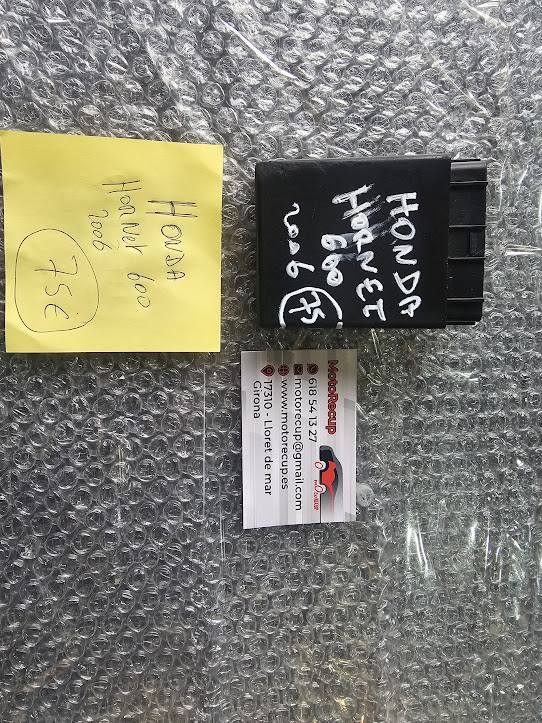 HONDA
HORNET 600
2006
75€
HONDA
HORNET
600
2006 75
MotoRecup
618 54 13 27
motorecup@gmail.com
www.motorecup.es
17310 - Lloret de mar
Girona